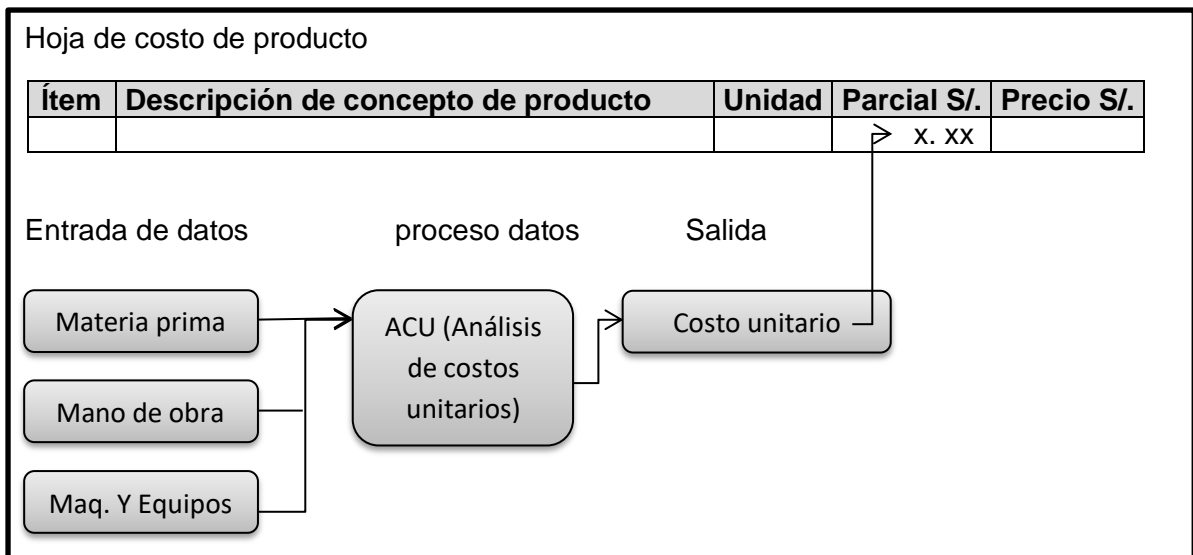 Hoja de costo de producto
Ítem Descripción de concepto de producto Unidad Parcial S/. Precio S/.
x. xx
Entrada de datos proceso datos Salida
Materia prima
ACU (Análisis
de costos
unitarios)
Costo unitario
Mano de obra
Maq. Y Equipos